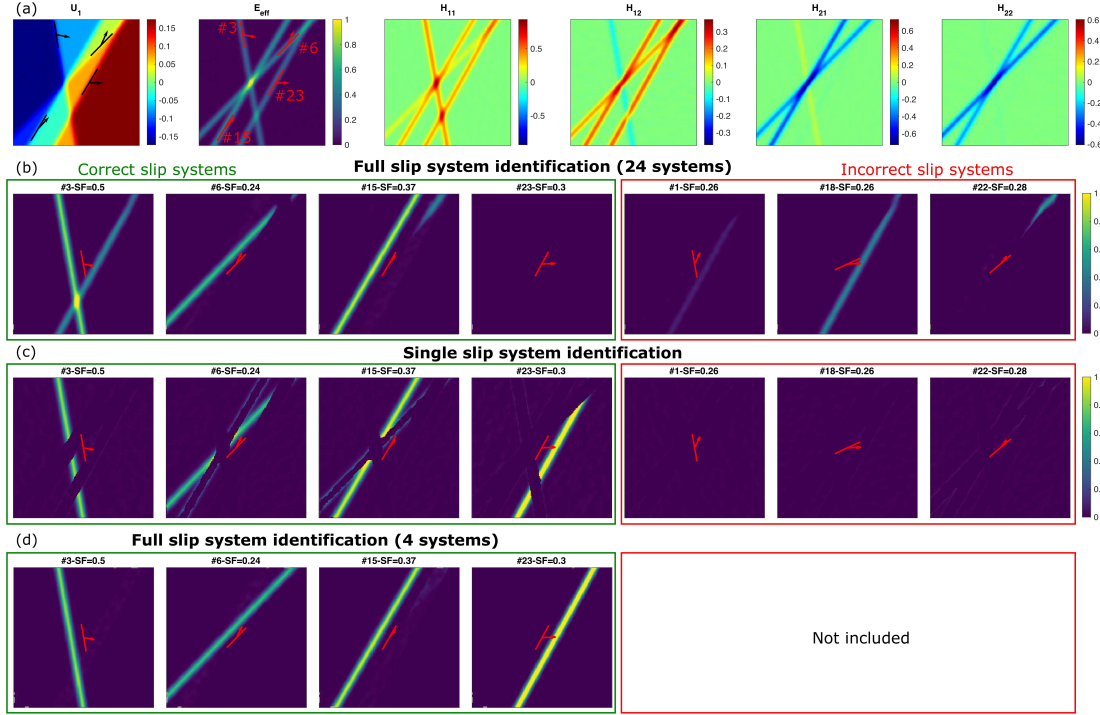 (a)
U1
Eeff
H11
H12
H21
H22
#3
#6
#23
#15
0.15
0.1
0.05
0
-0.05
-0.1
-0.15
1
0.8
0.6
0.4
0.2
0
0.5
0
-0.5
0.3
0.2
0.1
0
-0.1
-0.2
-0.3
0.6
0.4
0.2
0
-0.2
-0.4
-0.6
0.6
0.4
0.2
0
-0.2
-0.4
-0.6
(b)
Correct slip systems
Full slip system identification (24 systems)
Incorrect slip systems
#3-SF=0.5
#6-SF=0.24
#15-SF=0.37
#23-SF=0.3
#1-SF=0.26
#18-SF=0.26
#22-SF=0.28
1
0.
0.
0.
0.
0
(c)
Single slip system identification
#3-SF=0.5
#6-SF=0.24
#15-SF=0.37
#23-SF=0.3
#1-SF=0.26
#18-SF=0.26
#22-SF=0.28
1
0.
0.
0.
0.
0
(d)
Full slip system identification (4 systems)
#3-SF=0.5
#6-SF=0.24
#15-SF=0.37
#23-SF=0.3
Not included